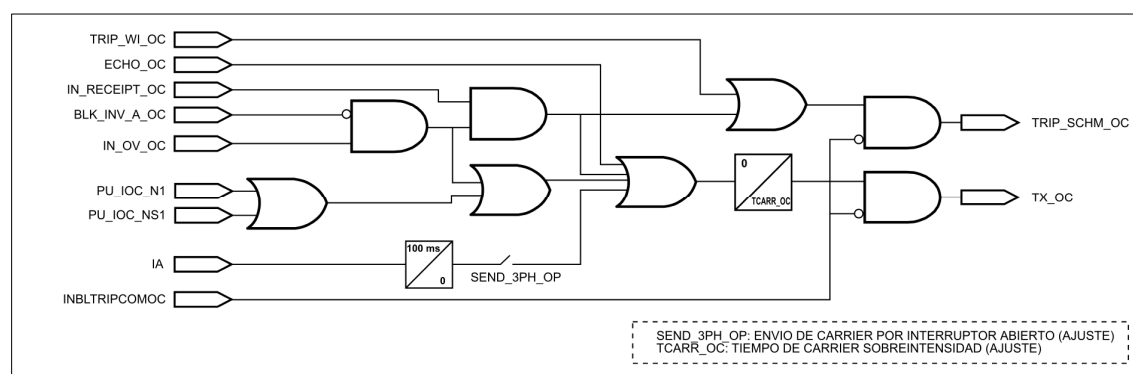 TRIP_WI_OC
ECHO_OC
IN_RECEIPT_OC
BLK_INV_A_OC
IN_OV_OC
PU_IOC_N1
PU_IOC_NS1
IA
INBLTRIPCOMOC
100 ms
0
SEND_3PH_OP
0
TCARR_OC
TRIP_SCHM_OC
TX_OC
SEND_3PH_OP: ENVIO DE CARRIER POR INTERRUPTOR ABIERTO (AJUSTE)
TCARR_OC: TIEMPO DE CARRIER SOBREINTENSIDAD (AJUSTE)